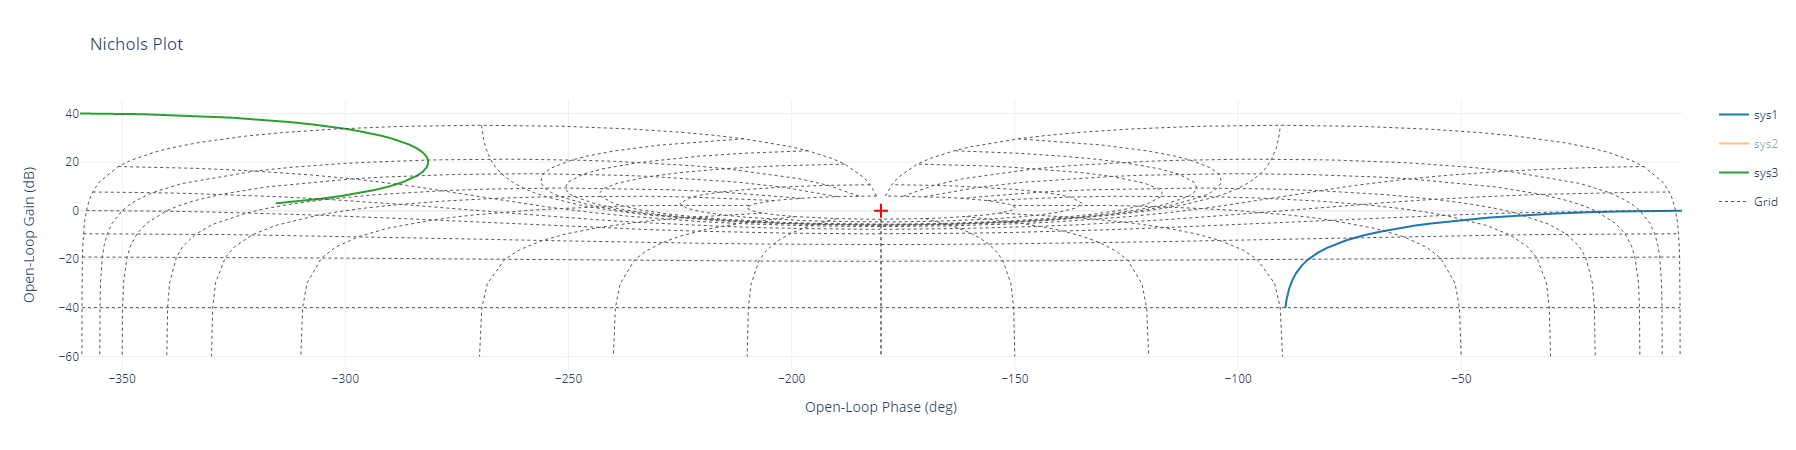 Nichols Plot
Open-Loop Gain (dB)
40
20
0
−20
−40
−60
−350
−300
−250
−200
−150
−100
−50
Open-Loop Phase (deg)
sys1
sys2
sys3
Grid